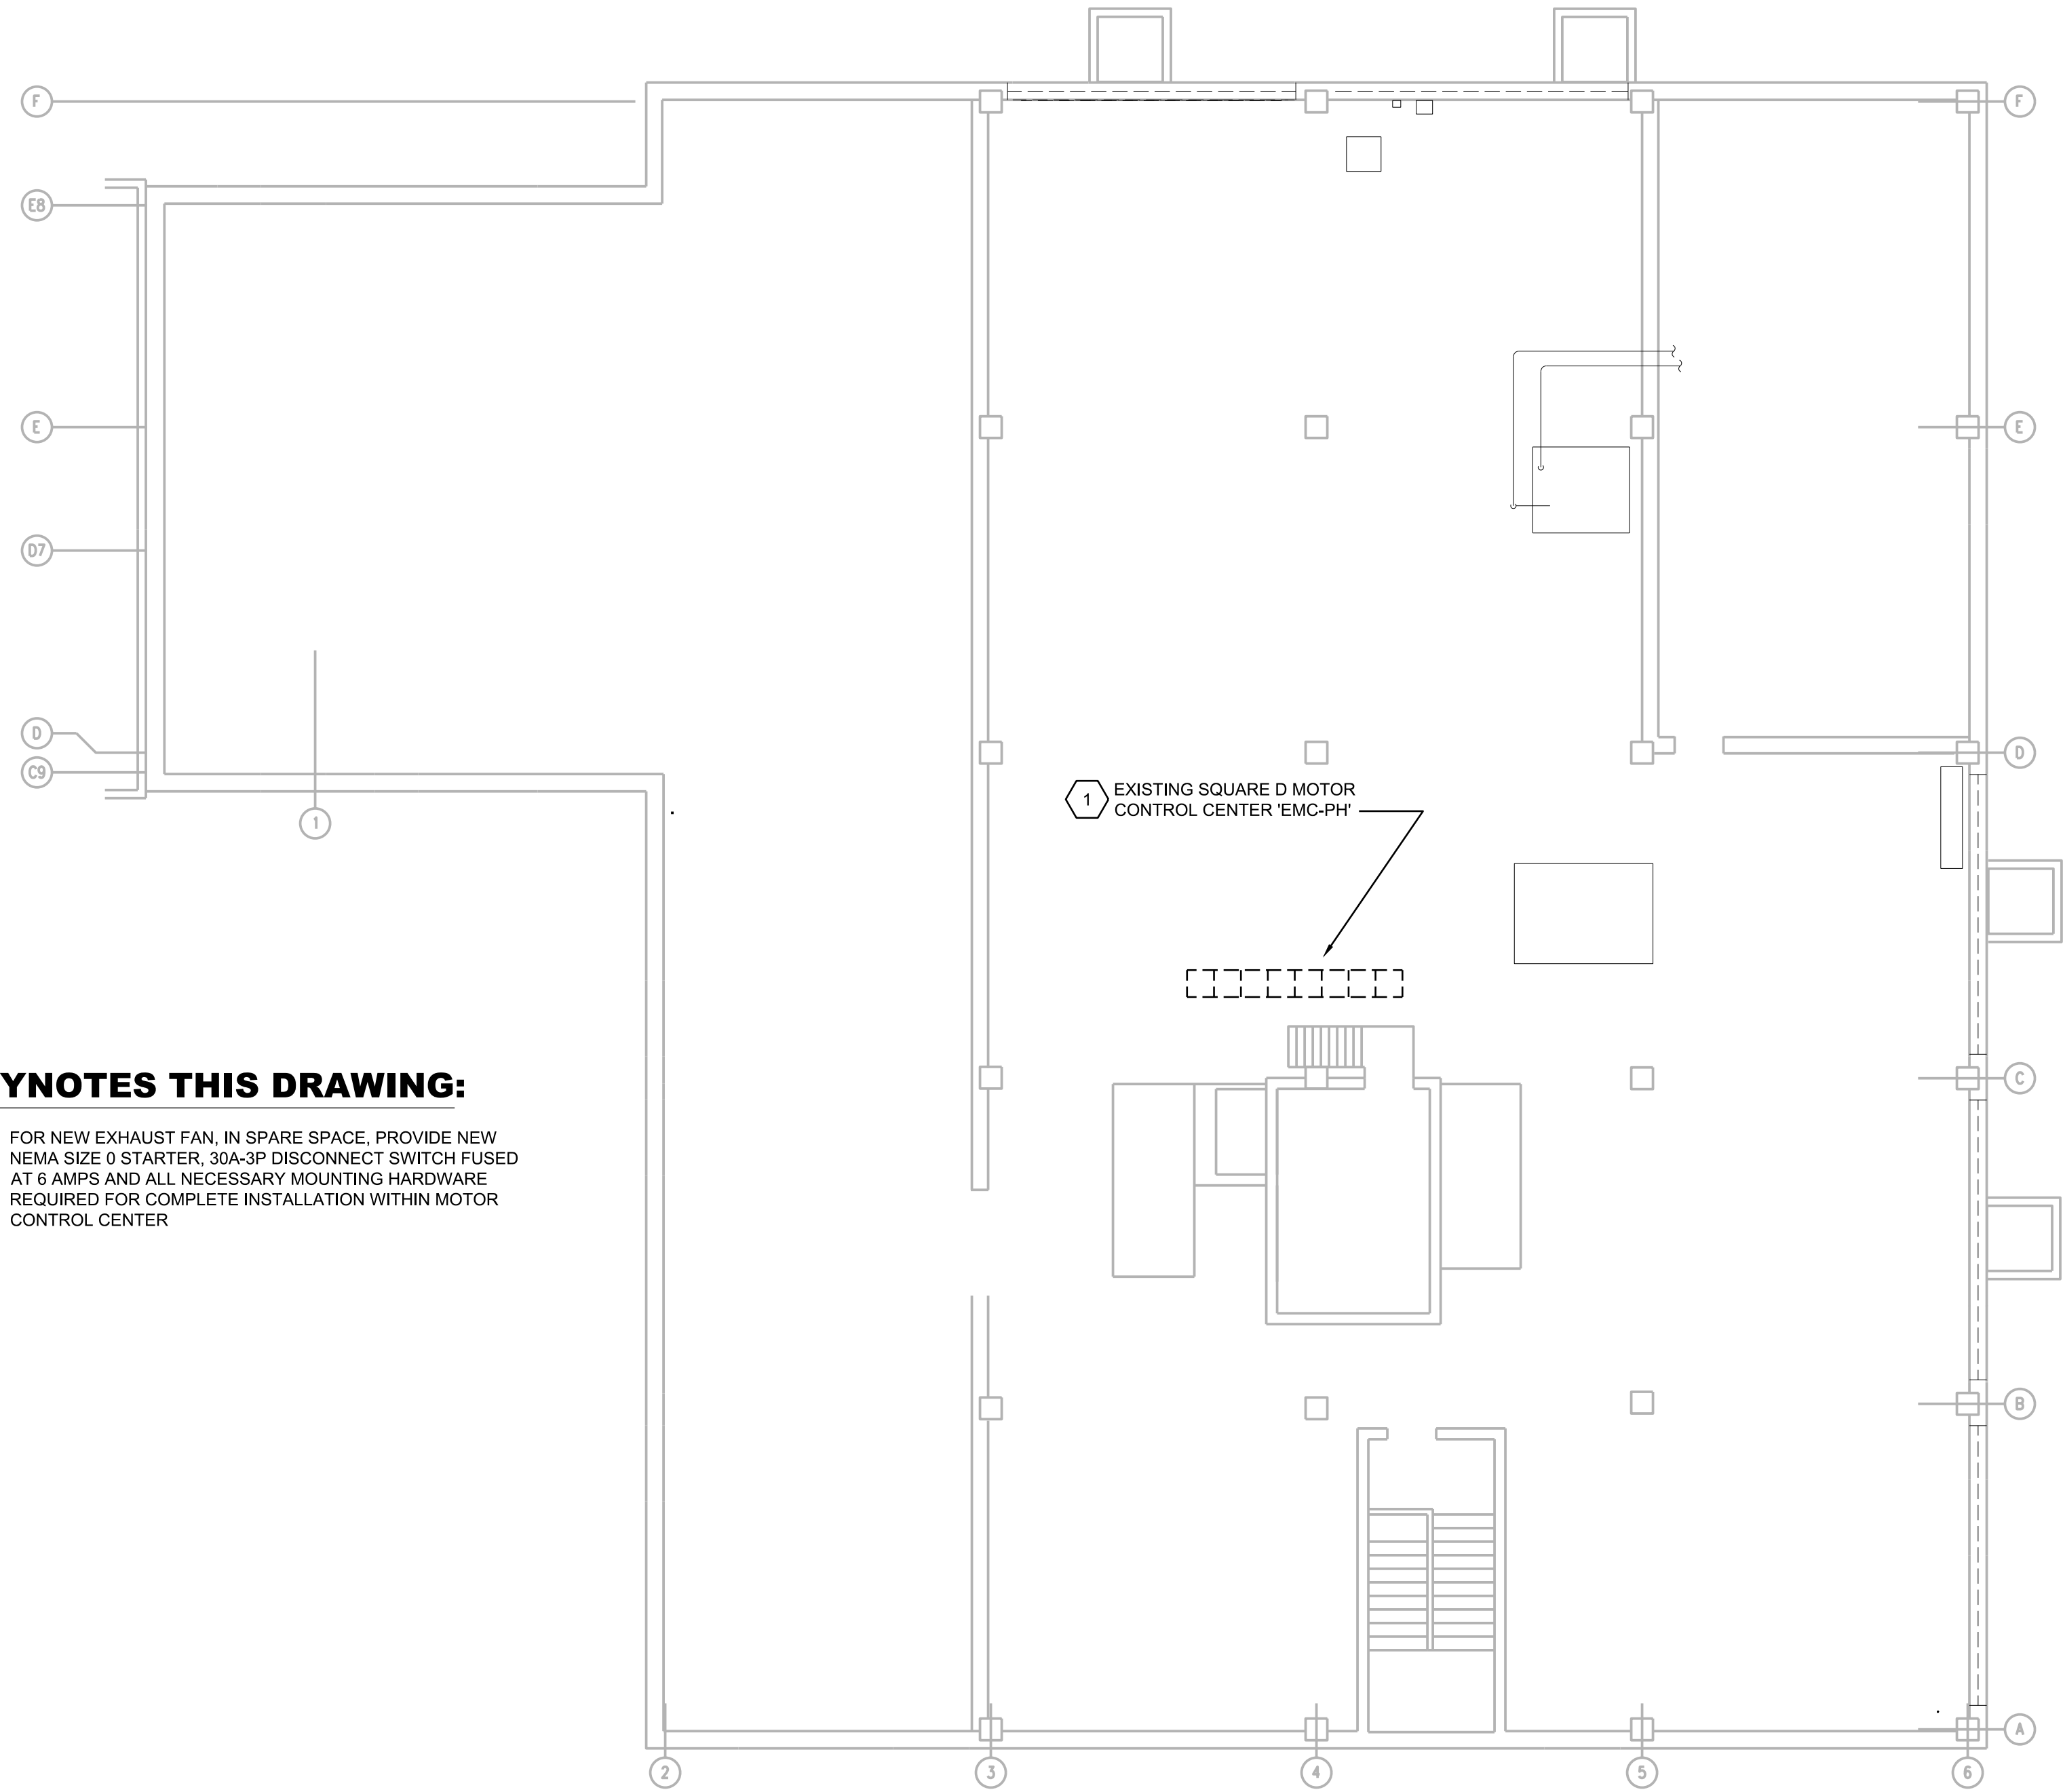 F
F
E8
E
E
D7
D
D
C9
1
1
EXISTING SQUARE D MOTOR
CONTROL CENTER 'EMC-PH'
YNOTES THIS DRAWING:
FOR NEW EXHAUST FAN, IN SPARE SPACE, PROVIDE NEW
NEMA SIZE 0 STARTER, 30A-3P DISCONNECT SWITCH FUSED
AT 6 AMPS AND ALL NECESSARY MOUNTING HARDWARE
REQUIRED FOR COMPLETE INSTALLATION WITHIN MOTOR
CONTROL CENTER
C
B
A
2
3
4
5
6